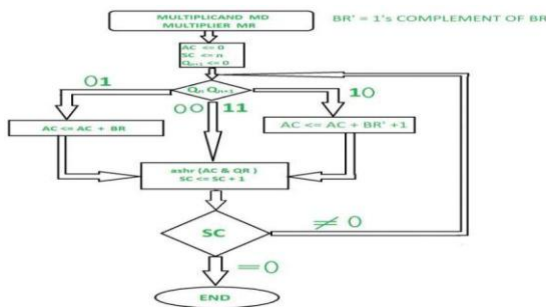 MULTIPLICAND MD
MULTIPLIER MR
BR' = 1's COMPLEMENT OF BR
AC <= 0
SC <= n
Qn+1 <= 0
Qn Qn+1
01
00 11
10
AC <= AC + BR
AC <= AC + BR' +1
ashr (AC & QR )
SC <= SC + 1
SC
≠ 0
=0
END